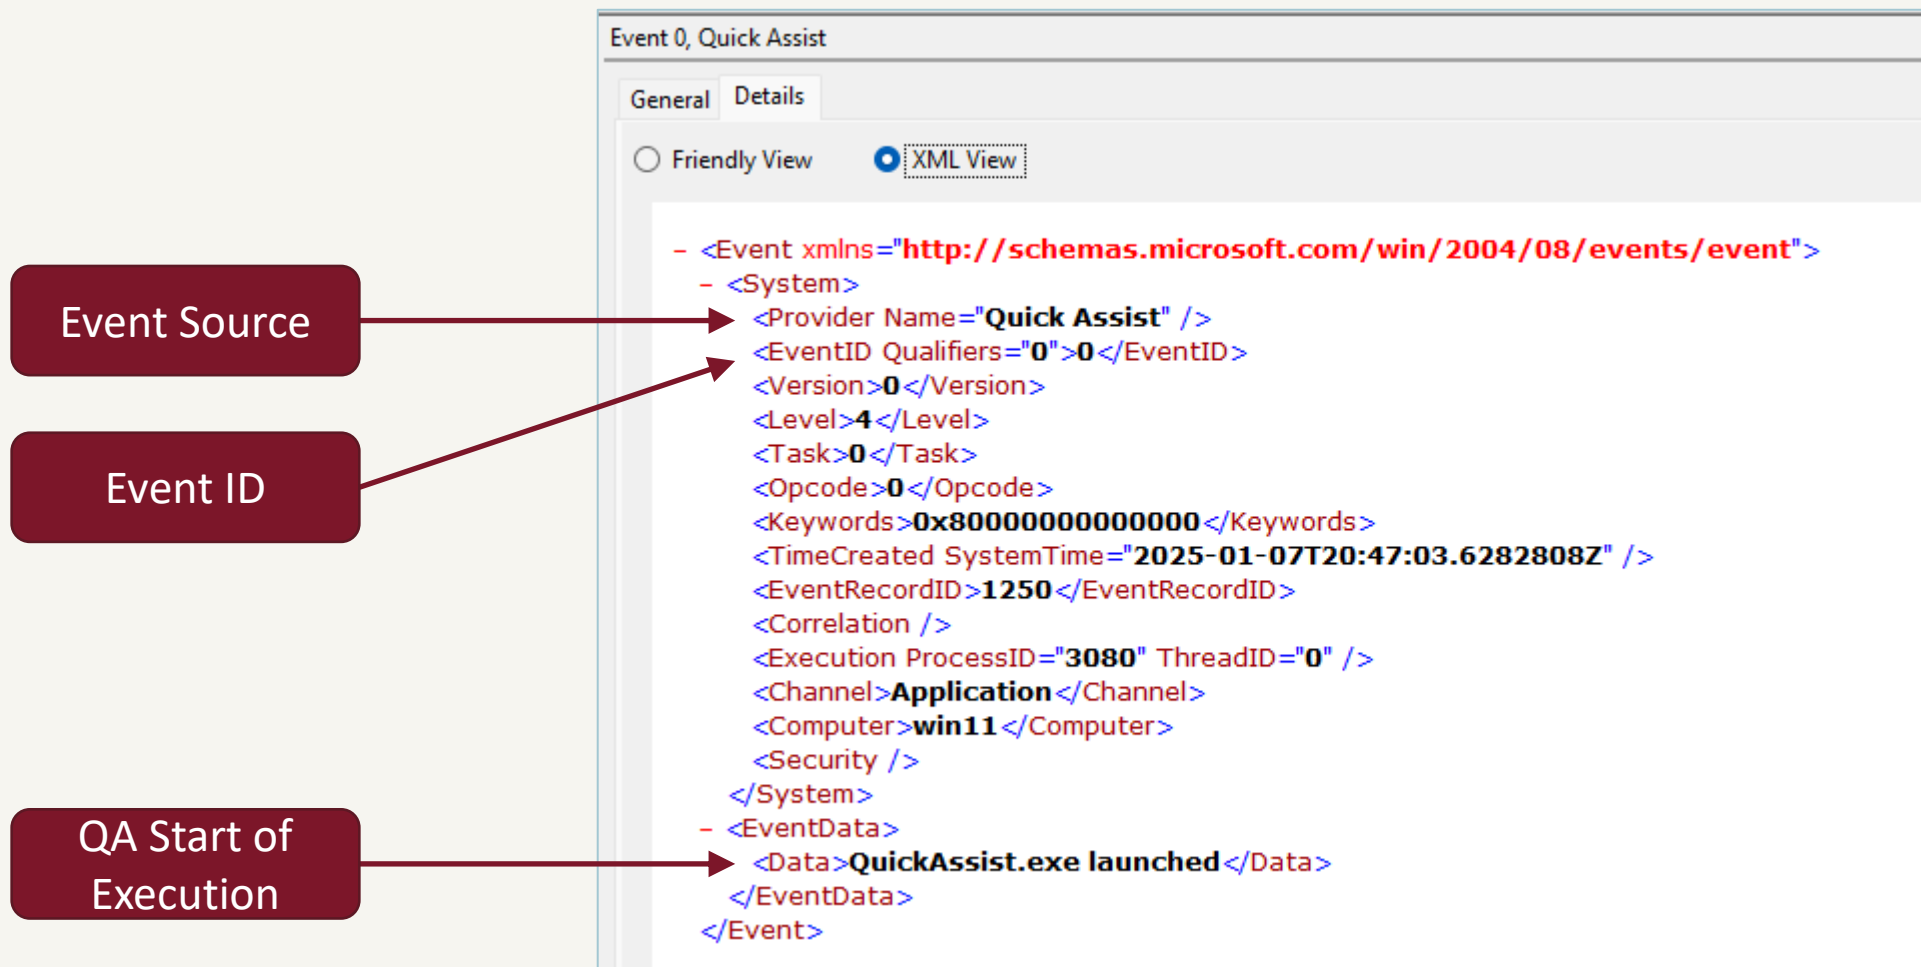 Event 0, Quick Assist
General Details
Friendly View XML View
- <Event xmlns="http://schemas.microsoft.com/win/2004/08/events/event">
- <System>
Event Source
<Provider Name="Quick Assist" />
<EventID Qualifiers="0">0</EventID>
<Version>0</Version>
<Level>4</Level>
<Task>0</Task>
Event ID
<Opcode>0</Opcode>
<Keywords>0x80000000000000</Keywords>
<TimeCreated SystemTime="2025-01-07T20:47:03.6282808Z" />
<EventRecordID>1250</EventRecordID>
<Correlation />
<Execution ProcessID="3080" ThreadID="0" />
<Channel>Application</Channel>
<Computer>win11</Computer>
<Security />
</System>
- <EventData>
QA Start of
Execution
<Data>QuickAssist.exe launched</Data>
</EventData>
</Event>